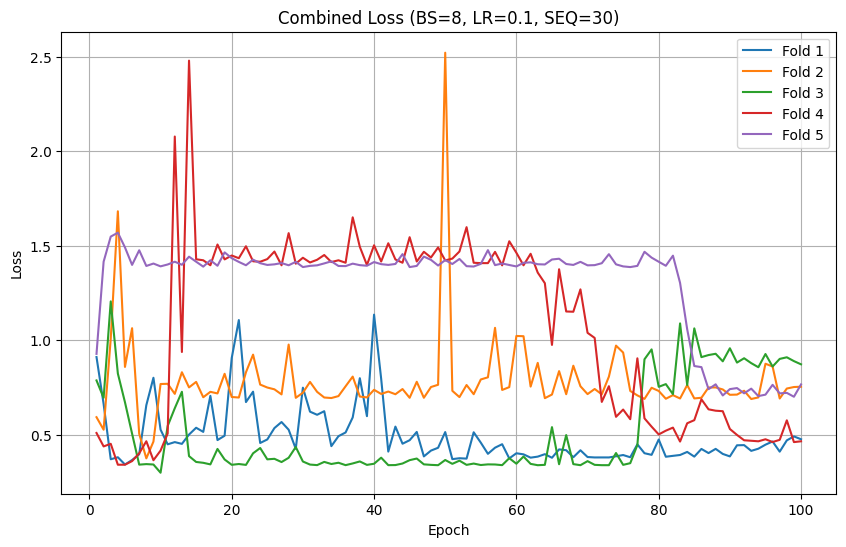 Combined Loss (BS=8, LR=0.1, SEQ=30)
Fold 1
Fold 2
Fold 3
Fold 4
Fold 5
2.5
2.0
1.5
1.0
0.5
Loss
0
20
40
60
80
100
Epoch